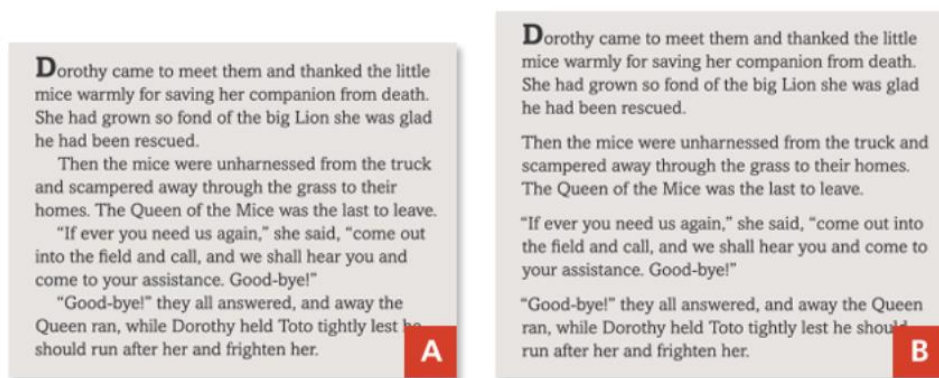 Dorothy came to meet them and thanked the little
mice warmly for saving her companion from death.
She had grown so fond of the big Lion she was glad
he had been rescued.
Then the mice were unharnessed from the truck
and scampered away through the grass to their
homes. The Queen of the Mice was the last to leave.
“If ever you need us again,” she said, “come out
into the field and call, and we shall hear you and
come to your assistance. Good-bye!”
“Good-bye!” they all answered, and away the
Queen ran, while Dorothy held Toto tightly lest he
should run after her and frighten her.
A
Dorothy came to meet them and thanked the little
mice warmly for saving her companion from death.
She had grown so fond of the big Lion she was glad
he had been rescued.
Then the mice were unharnessed from the truck and
scampered away through the grass to their homes.
The Queen of the Mice was the last to leave.
“If ever you need us again,” she said, “come out into
the field and call, and we shall hear you and come to
your assistance. Good-bye!”
“Good-bye!” they all answered, and away the Queen
ran, while Dorothy held Toto tightly lest he should
run after her and frighten her.
B